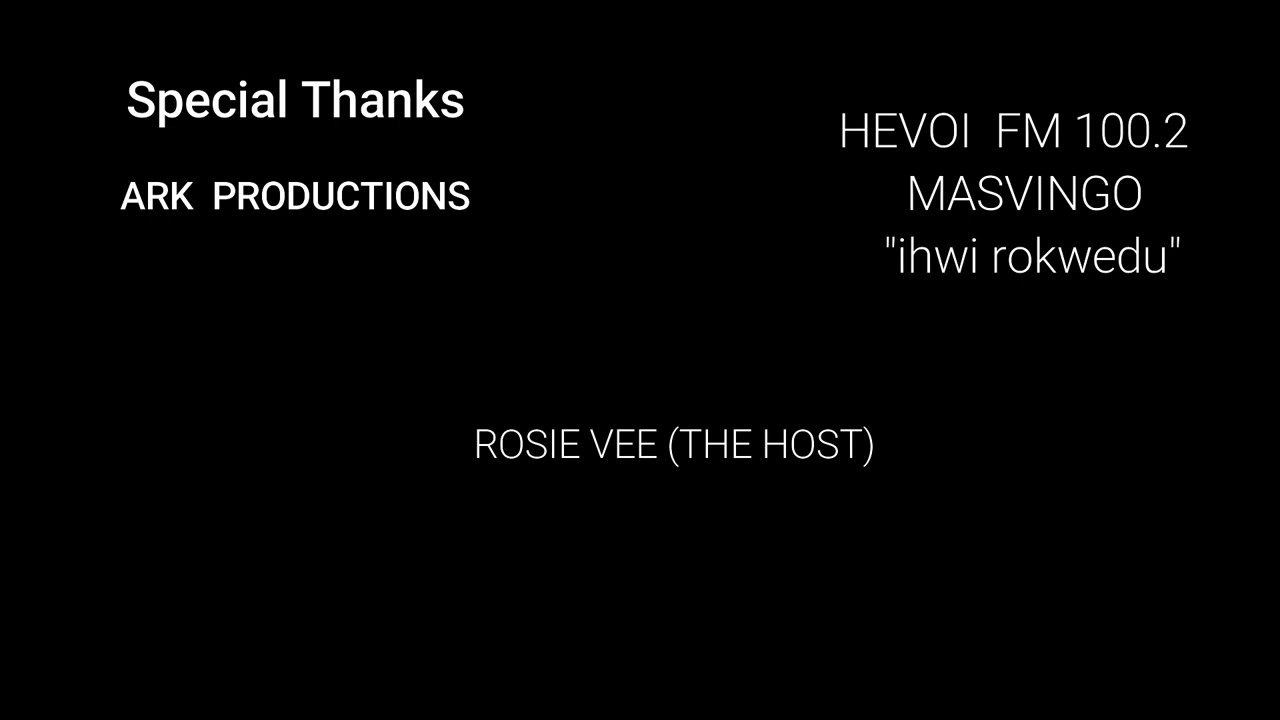 Special Thanks
ARK PRODUCTIONS
HEVOI FM 100.2
MASVINGO
"ihwi rokwedu"
ROSIE VEE (THE HOST)